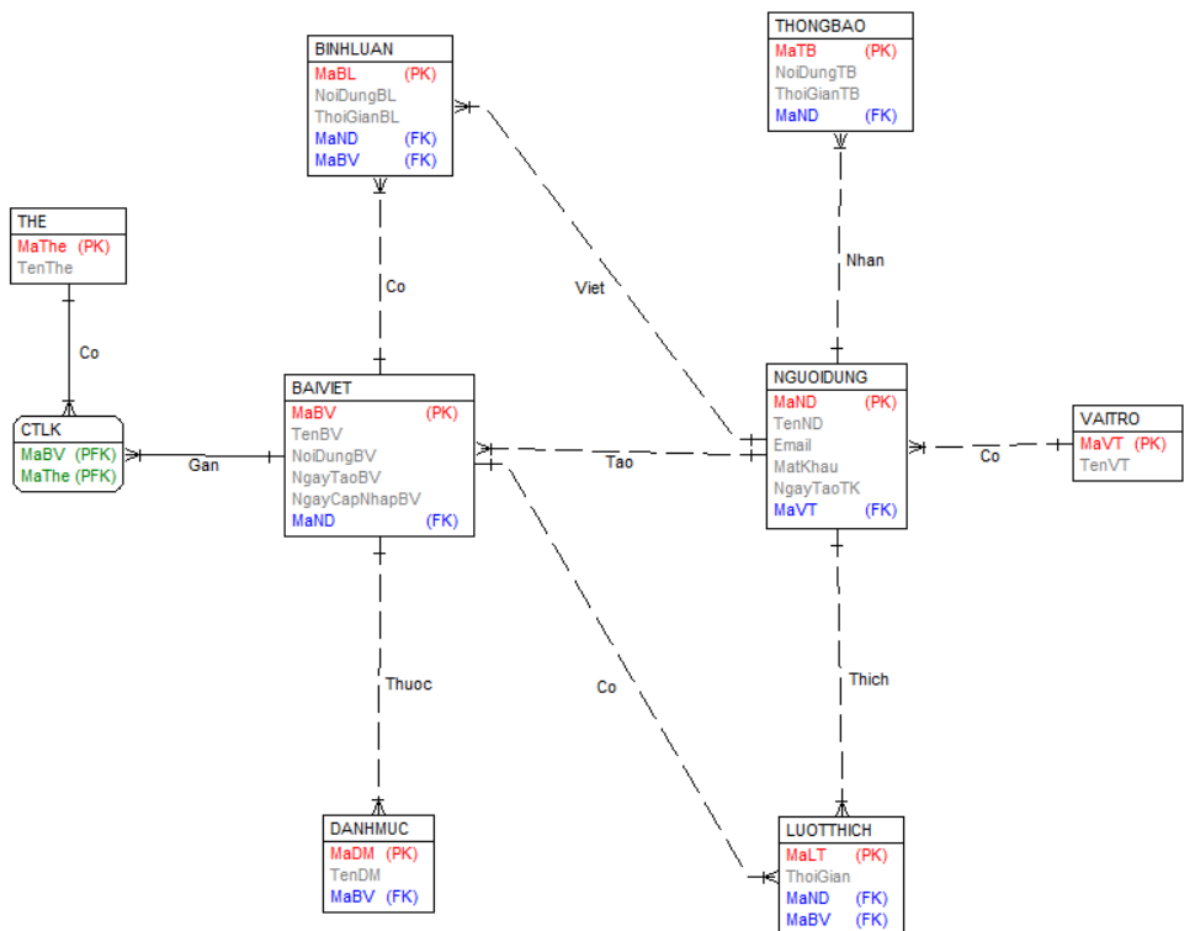 BINHLUAN
MaBL (PK)
NoiDungBL
ThoiGianBL
MaND (FK)
MaBV (FK)
THONGBAO
MaTB (PK)
NoiDungTB
ThoiGianTB
MaND (FK)
THE
MaThe (PK)
TenThe
Co
Co
Viet
Nhan
CTLK
MaBV (PFK)
MaThe (PFK)
Gan
BAIVIET
MaBV (PK)
TenBV
NoiDungBV
NgayTaoBV
NgayCapNhapBV
MaND (FK)
Tao
NGUOIDUNG
MaND (PK)
TenND
Email
MatKhau
NgayTaoTK
MaVT (FK)
Co
VAITRO
MaVT (PK)
TenVT
Thuoc
Co
Thich
DANHMUC
MaDM (PK)
TenDM
MaBV (FK)
LUOTTHICH
MaLT (PK)
ThoiGian
MaND (FK)
MaBV (FK)